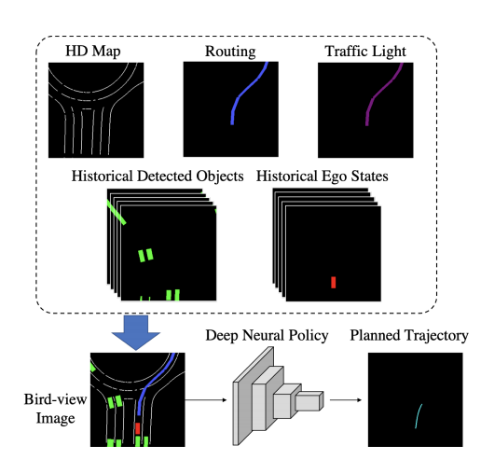 HD Map
Routing
Traffic Light
Historical Detected Objects
Historical Ego States
Deep Neural Policy
Planned Trajectory
Bird-view
Image